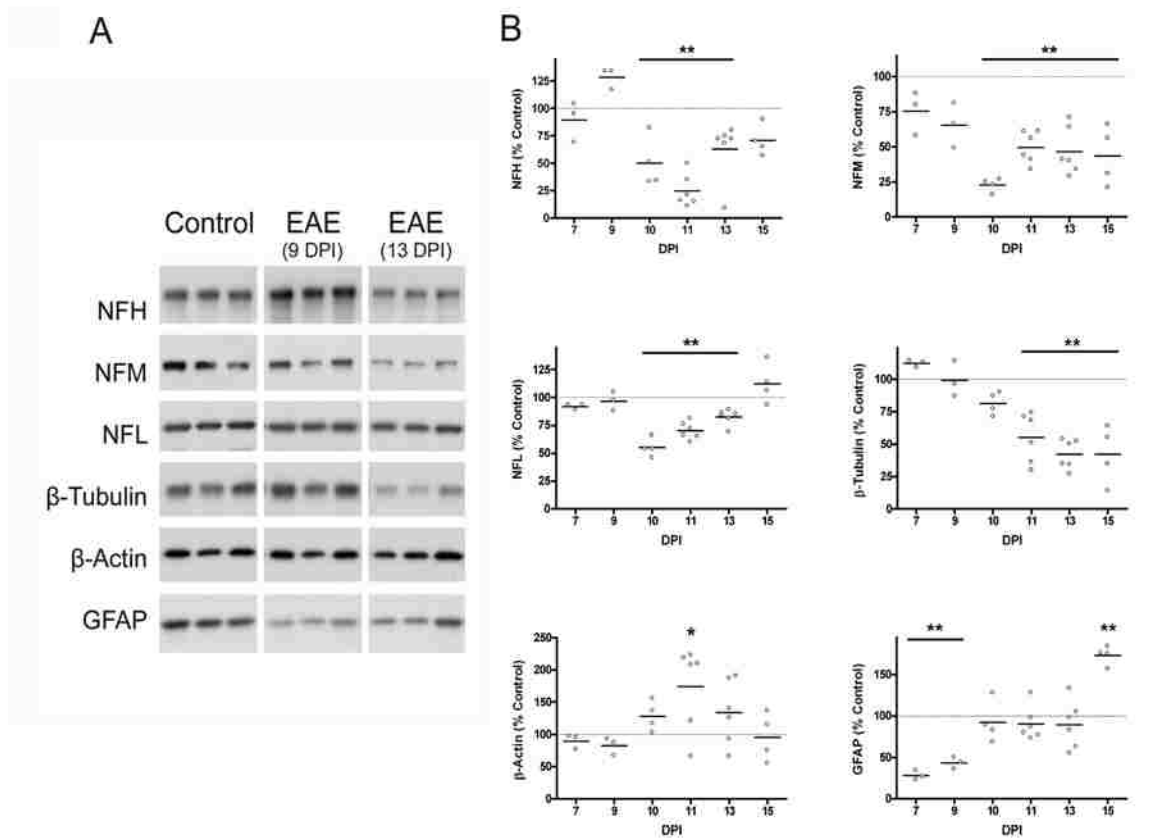 A
Control EAE EAE
(9 DPI) (13 DPI)
NFH
NFM
NFL
β-Tubulin
β-Actin
GFAP
B
**
NFH (% Control)
125
100
75
50
25
0
7 9 10 11 13 15
DPI
**
NFM (% Control)
100
75
50
25
0
7 9 10 11 13 15
DPI
**
NFL (% Control)
150
125
100
75
50
25
0
7 9 10 11 13 15
DPI
**
β-Tubulin (% Control)
125
100
75
50
25
0
7 9 10 11 13 15
DPI
*
β-Actin (% Control)
250
200
150
100
50
0
7 9 10 11 13 15
DPI
** **
GFAP (% Control)
200
150
100
50
0
7 9 10 11 13 15
DPI